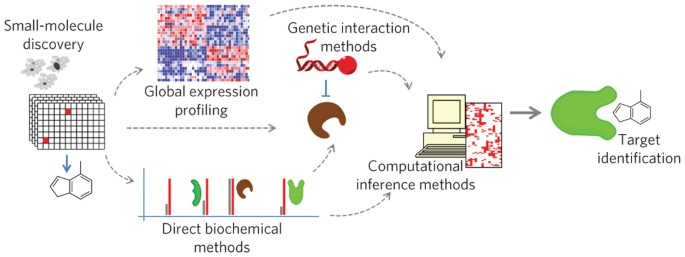 Small-molecule
discovery
Global expression
profiling
Genetic interaction
methods
Direct biochemical
methods
Computational
inference methods
Target
identification